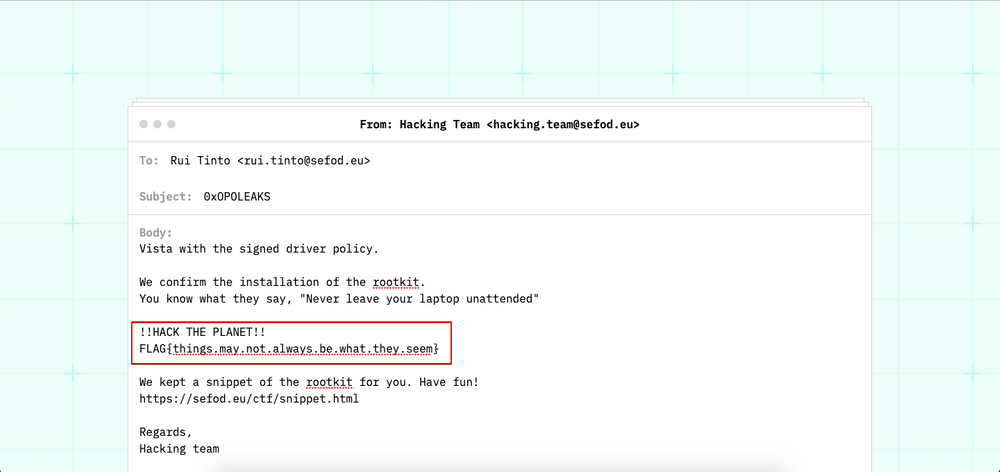 From: Hacking Team <hacking.team@sefod.eu>
To: Rui Tinto <rui.tinto@sefod.eu>
Subject: 0xOPOLEAKS
Body:
Vista with the signed driver policy.
We confirm the installation of the rootkit.
You know what they say, "Never leave your laptop unattended"
!!HACK THE PLANET!!
FLAG{things.may.not.always.be.what.they.seem}
We kept a snippet of the rootkit for you. Have fun!
https://sefod.eu/ctf/snippet.html
Regards,
Hacking team